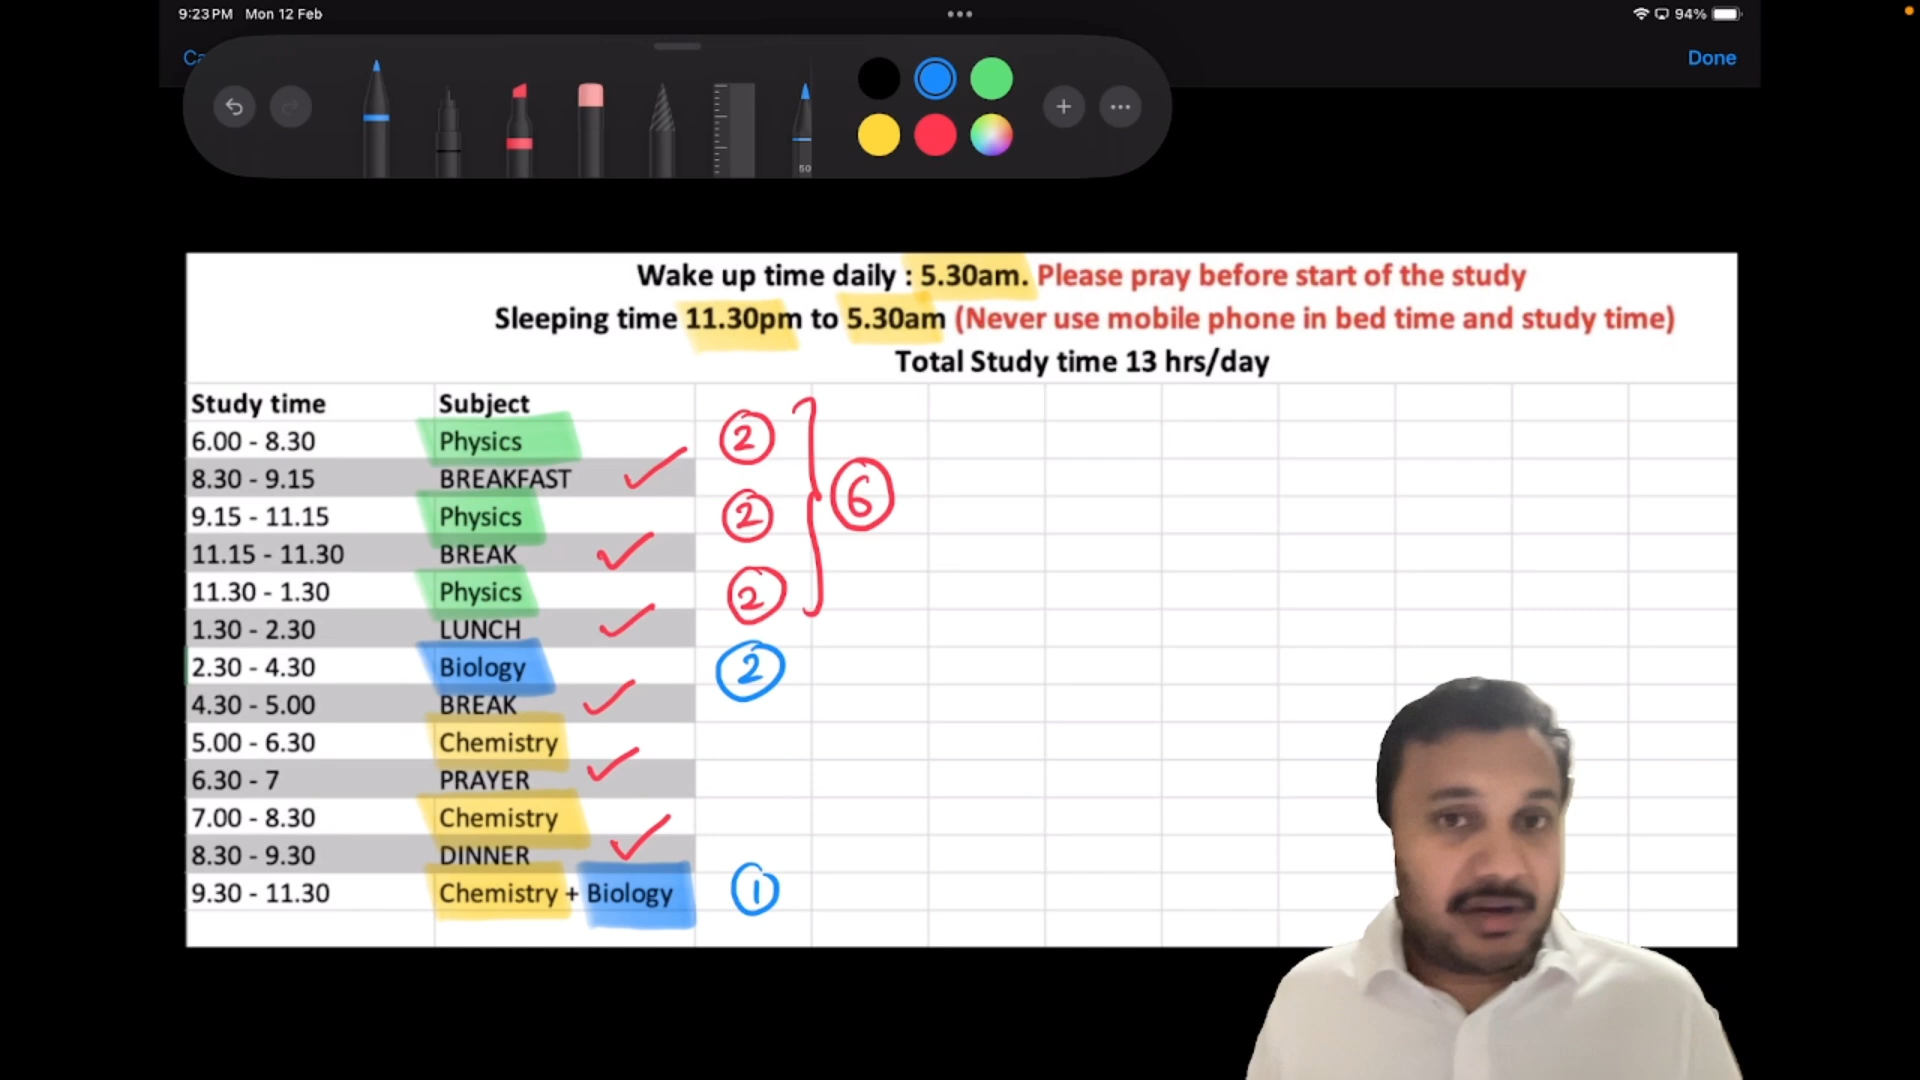 9:23 PM Mon 12 Feb
94%
Ca
Done
50
Wake up time daily : 5.30am. Please pray before start of the study
Sleeping time 11.30pm to 5.30am (Never use mobile phone in bed time and study time)
Total Study time 13 hrs/day
Study time Subject
6.00 - 8.30 Physics 2
8.30 - 9.15 BREAKFAST
6
9.15 - 11.15 Physics 2
11.15 - 11.30 BREAK
11.30 - 1.30 Physics 2
1.30 - 2.30 LUNCH
2.30 - 4.30 Biology 2
4.30 - 5.00 BREAK
5.00 - 6.30 Chemistry
6.30 - 7 PRAYER
7.00 - 8.30 Chemistry
8.30 - 9.30 DINNER
9.30 - 11.30 Chemistry + Biology 1